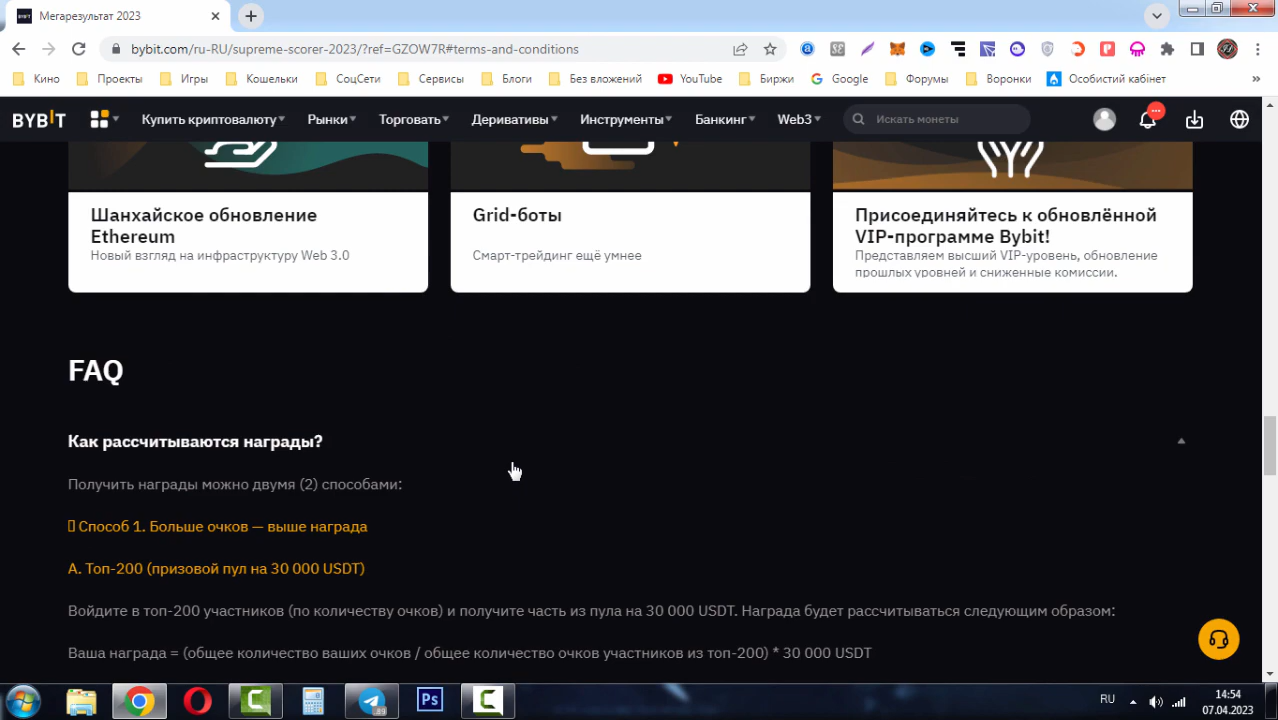 Мегарезультат 2023
bybit.com/ru-RU/supreme-scorer-2023/?ref=GZOW7R#terms-and-conditions
Кино Проекты Игры Кошельки СоцСети Сервисы Блоги Без вложений YouTube Биржи Google Форумы Воронки Особистий кабінет »
BYBIT Купить криптовалюту Рынки Торговать Деривативы Инструменты Банкинг Web3 Искать монеты
Шанхайское обновление
Ethereum
Новый взгляд на инфраструктуру Web 3.0
Grid-боты
Смарт-трейдинг ещё умнее
Присоединяйтесь к обновлённой
VIP-программе Bybit!
Представляем высший VIP-уровень, обновление
прошлых уровней и сниженные комиссии.
FAQ
Как рассчитываются награды?
Получить награды можно двумя (2) способами:
Способ 1. Больше очков — выше награда
A. Топ-200 (призовой пул на 30 000 USDT)
Войдите в топ-200 участников (по количеству очков) и получите часть из пула на 30 000 USDT. Награда будет рассчитываться следующим образом:
Ваша награда = (общее количество ваших очков / общее количество очков участников из топ-200) * 30 000 USDT
Ps
RU
14:54
07.04.2023